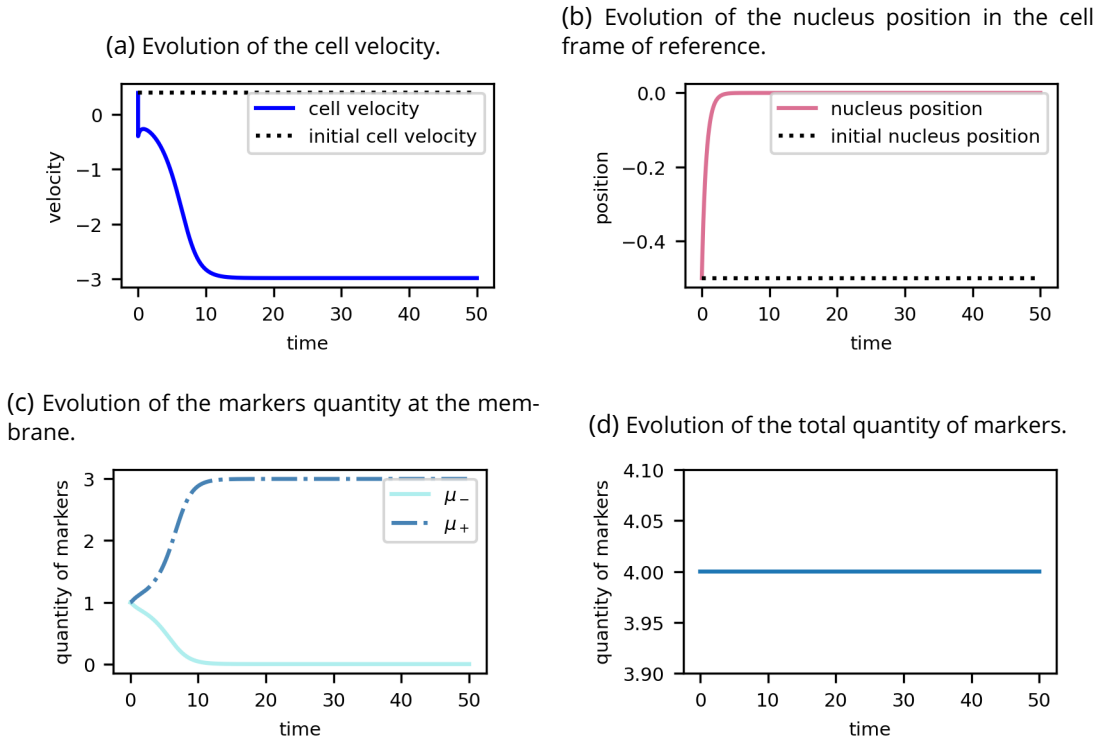 (a) Evolution of the cell velocity.
(b) Evolution of the nucleus position in the cell
frame of reference.
0
−1
−2
−3
velocity
cell velocity
initial cell velocity
0 10 20 30 40 50
time
0.0
−0.2
−0.4
position
nucleus position
initial nucleus position
0 10 20 30 40 50
time
(c) Evolution of the markers quantity at the mem-
brane.
(d) Evolution of the total quantity of markers.
3
2
1
0
quantity of markers
μ−
μ+
0 10 20 30 40 50
time
4.10
4.05
4.00
3.95
3.90
quantity of markers
0 10 20 30 40 50
time